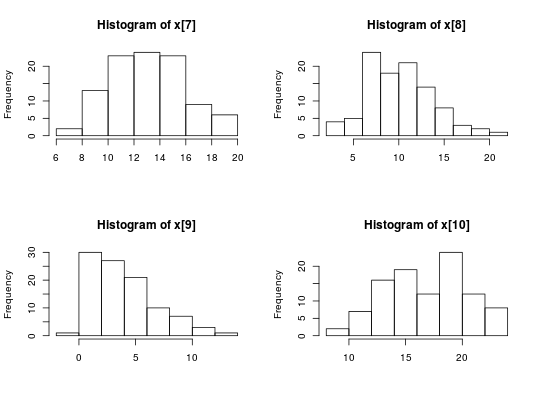 Histogram of x[7]
Frequency
0 5 10 20
6 8 10 12 14 16 18 20
Histogram of x[8]
Frequency
0 5 10 20
5 10 15 20
Histogram of x[9]
Frequency
0 10 20 30
0 5 10
Histogram of x[10]
Frequency
0 5 10 20
10 15 20